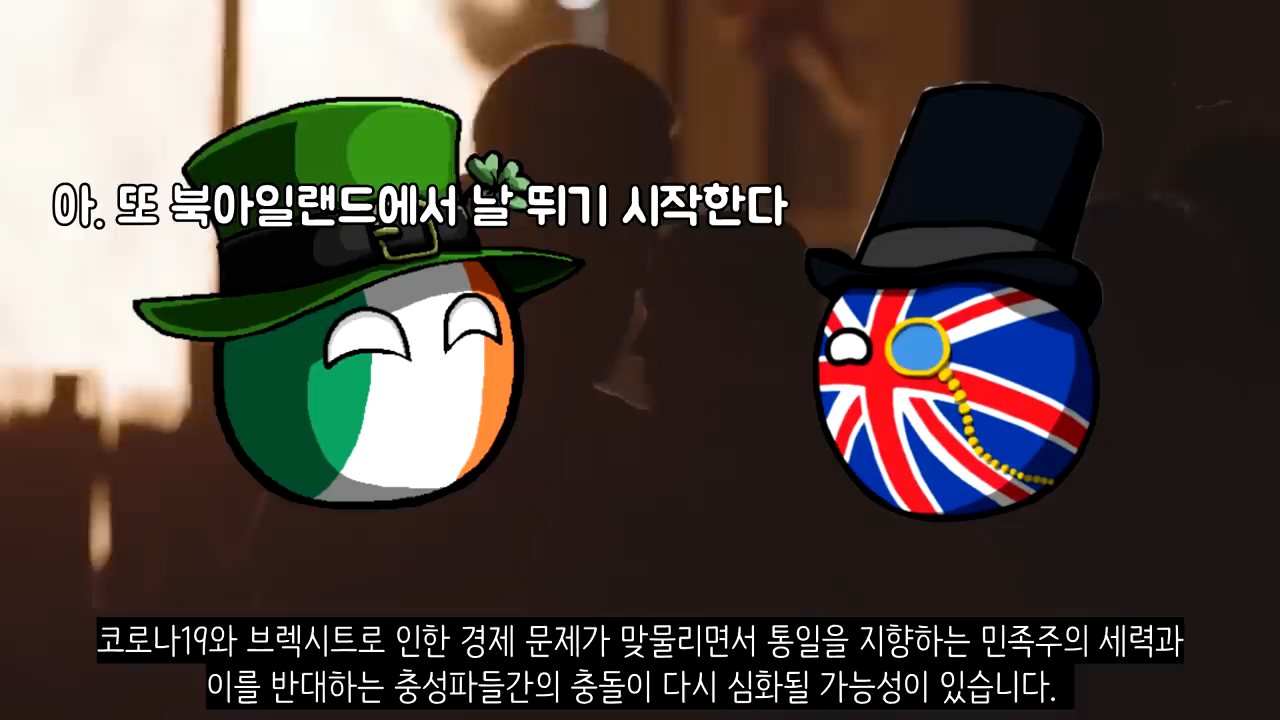 아. 또 북아일랜드에서 날 뛰기 시작한다
코로나19와 브렉시트로 인한 경제 문제가 맞물리면서 통일을 지향하는 민족주의 세력과
이를 반대하는 충성파들간의 충돌이 다시 심화될 가능성이 있습니다.